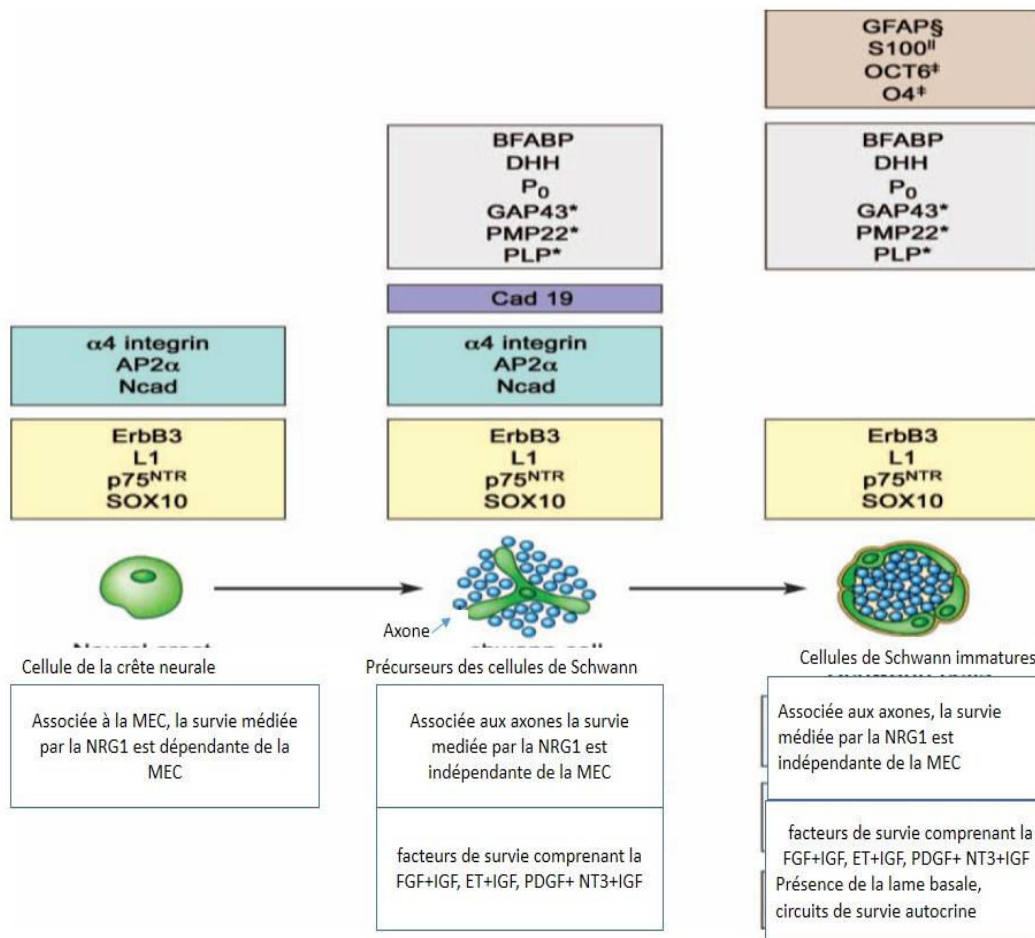 GFAP§
S100ᴵᴵ
OCT6‡
O4‡
BFABP
DHH
P₀
GAP43*
PMP22*
PLP*
BFABP
DHH
P₀
GAP43*
PMP22*
PLP*
Cad 19
α4 integrin
AP2α
Ncad
α4 integrin
AP2α
Ncad
ErbB3
L1
p75ᴺᵀᴿ
SOX10
ErbB3
L1
p75ᴺᵀᴿ
SOX10
ErbB3
L1
p75ᴺᵀᴿ
SOX10
Axone
Cellule de la crête neurale
Précurseurs des cellules de Schwann
Cellules de Schwann immatures
Associée à la MEC, la survie médiée
par la NRG1 est dépendante de la
MEC
Associée aux axones la survie
mediée par la NRG1 est
indépendante de la MEC
facteurs de survie comprenant la
FGF+IGF, ET+IGF, PDGF+ NT3+IGF
Associée aux axones, la survie
médiée par la NRG1 est
indépendante de la MEC
facteurs de survie comprenant la
FGF+IGF, ET+IGF, PDGF+ NT3+IGF
Présence de la lame basale,
circuits de survie autocrine